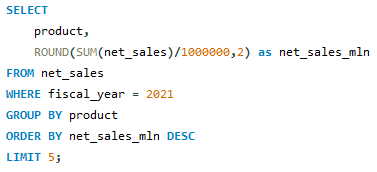 SELECT
    product,
    ROUND(SUM(net_sales)/1000000,2) as net_sales_mln
FROM net_sales
WHERE fiscal_year = 2021
GROUP BY product
ORDER BY net_sales_mln DESC
LIMIT 5;